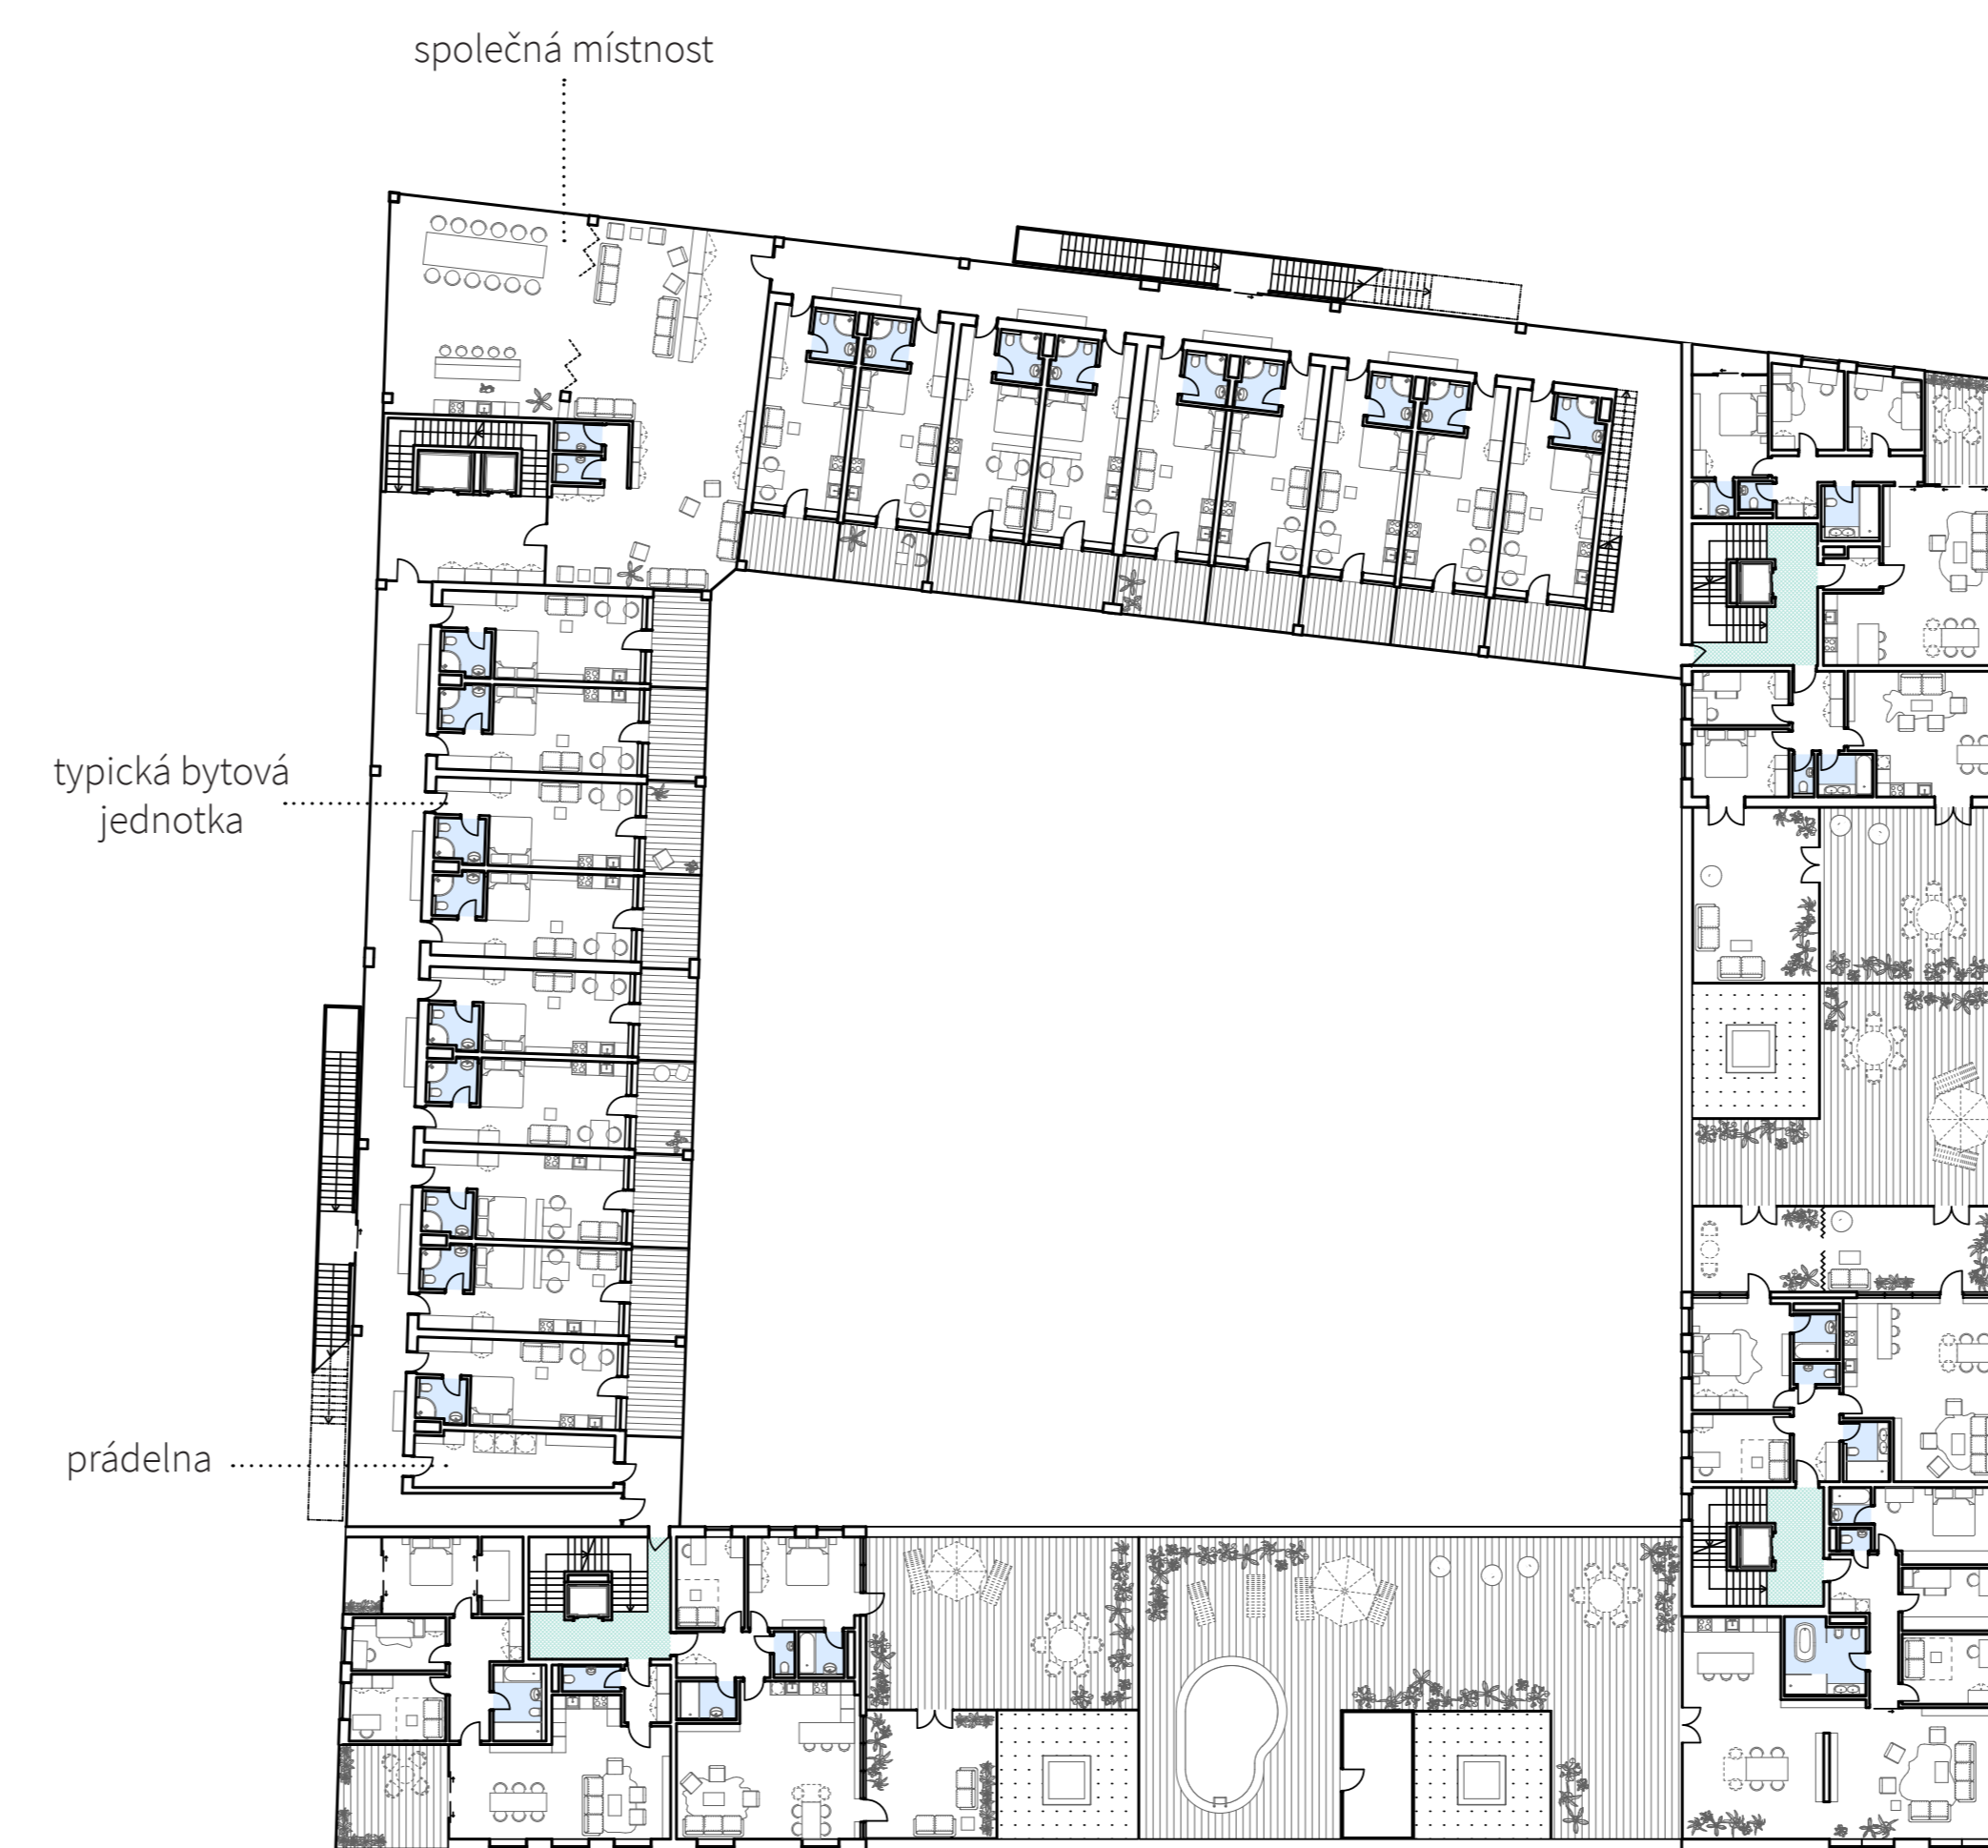 společná místnost
typická bytová
jednotka
prádelna